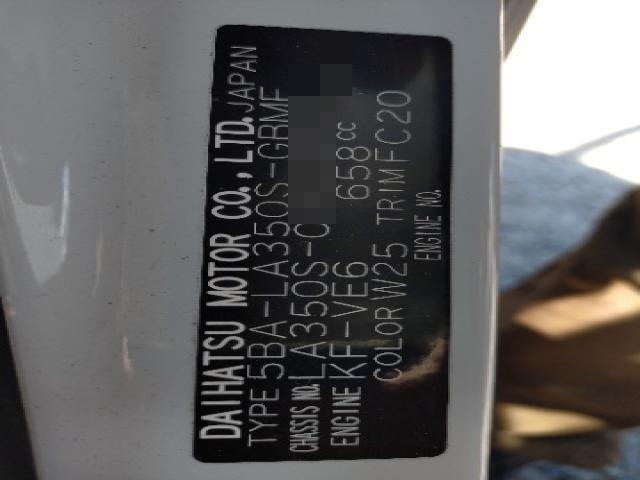 DAIHATSU MOTOR CO., LTD. JAPAN
TYPE 5BA-LA350S-GBMF
CHASSIS NO. LA350S-0
ENGINE KF-VE6 658cc
COLOR W25 TRIM FC20
ENGINE NO.